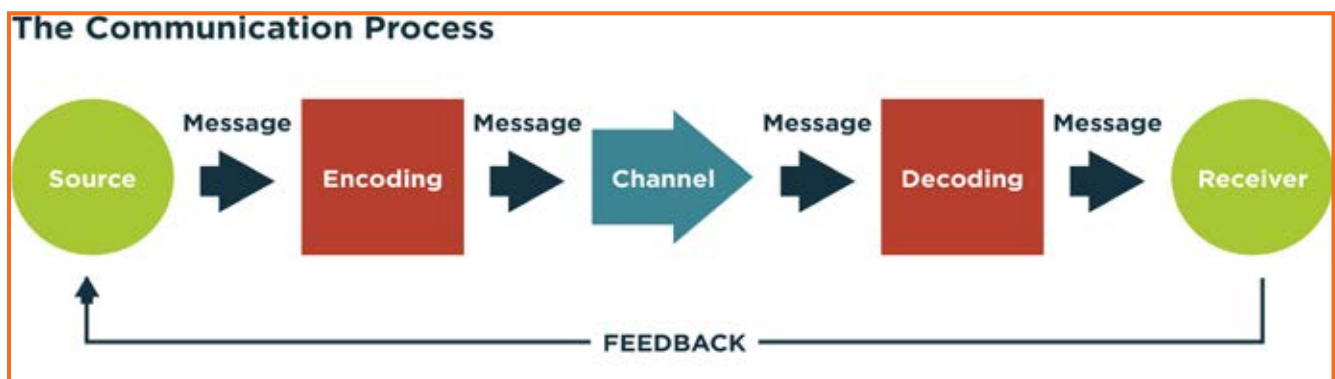 The Communication Process
Message Message Message Message
Source Encoding Channel Decoding Receiver
FEEDBACK